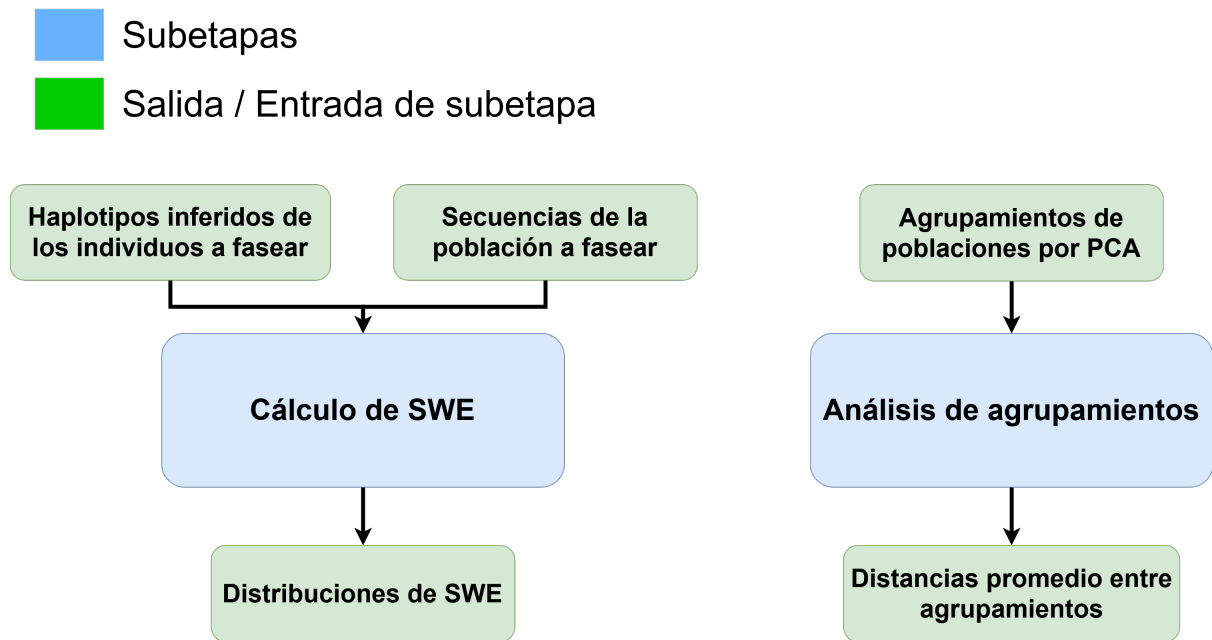 Subetapas
Salida / Entrada de subetapa
Haplotipos inferidos de
los individuos a fasear
Secuencias de la
población a fasear
Agrupamientos de
poblaciones por PCA
Cálculo de SWE
Análisis de agrupamientos
Distribuciones de SWE
Distancias promedio entre
agrupamientos